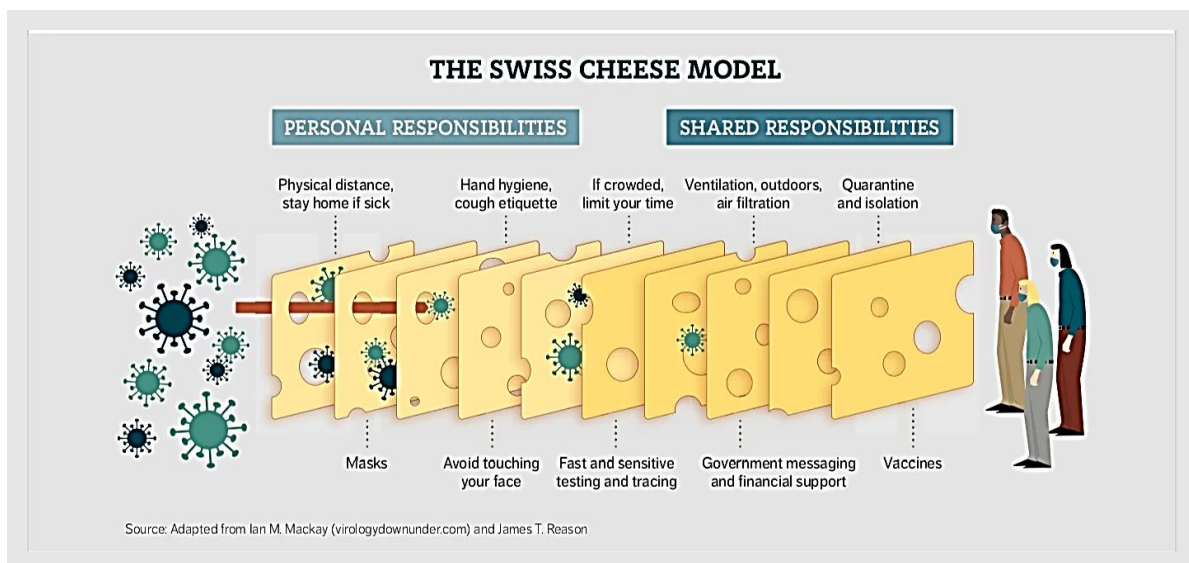 THE SWISS CHEESE MODEL
PERSONAL RESPONSIBILITIES
SHARED RESPONSIBILITIES
Physical distance,
stay home if sick
Hand hygiene,
cough etiquette
If crowded,
limit your time
Ventilation, outdoors,
air filtration
Quarantine
and isolation
Masks
Avoid touching
your face
Fast and sensitive
testing and tracing
Government messaging
and financial support
Vaccines
Source: Adapted from Ian M. Mackay (virologydownunder.com) and James T. Reason